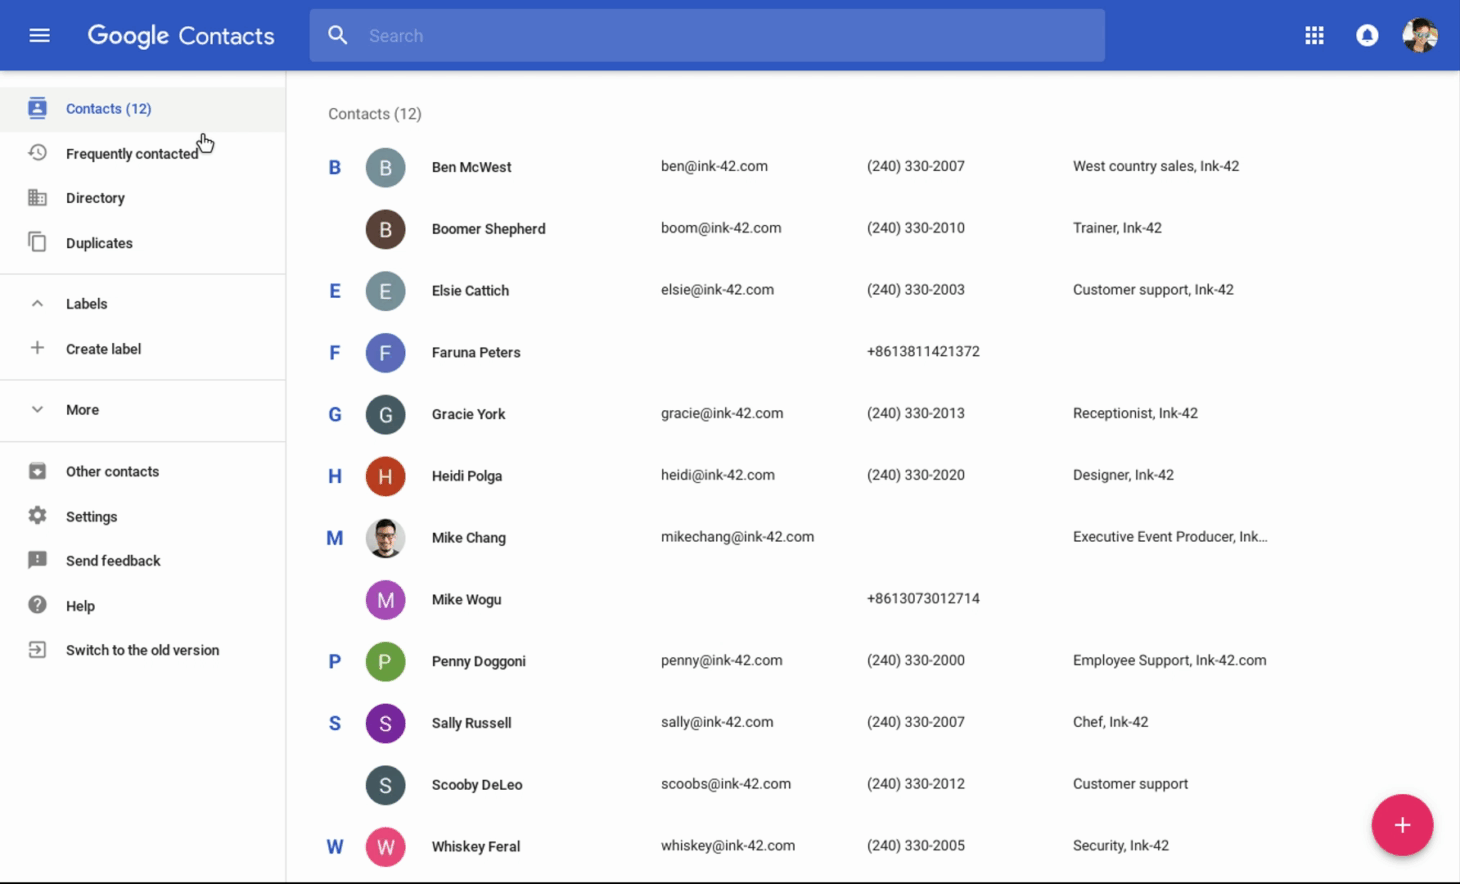 Google Contacts
Search
Contacts (12)
Frequently contacted
Directory
Duplicates
Labels
Create label
More
Other contacts
Settings
Send feedback
Help
Switch to the old version
Contacts (12)
B B Ben McWest ben@ink-42.com (240) 330-2007 West country sales, Ink-42
B Boomer Shepherd boom@ink-42.com (240) 330-2010 Trainer, Ink-42
E E Elsie Cattich elsie@ink-42.com (240) 330-2003 Customer support, Ink-42
F F Faruna Peters +8613811421372
G G Gracie York gracie@ink-42.com (240) 330-2013 Receptionist, Ink-42
H H Heidi Polga heidi@ink-42.com (240) 330-2020 Designer, Ink-42
M Mike Chang mikechang@ink-42.com Executive Event Producer, Ink...
M Mike Wogu +8613073012714
P P Penny Doggoni penny@ink-42.com (240) 330-2000 Employee Support, Ink-42.com
S S Sally Russell sally@ink-42.com (240) 330-2007 Chef, Ink-42
S Scooby DeLeo scoobs@ink-42.com (240) 330-2012 Customer support
W W Whiskey Feral whiskey@ink-42.com (240) 330-2005 Security, Ink-42